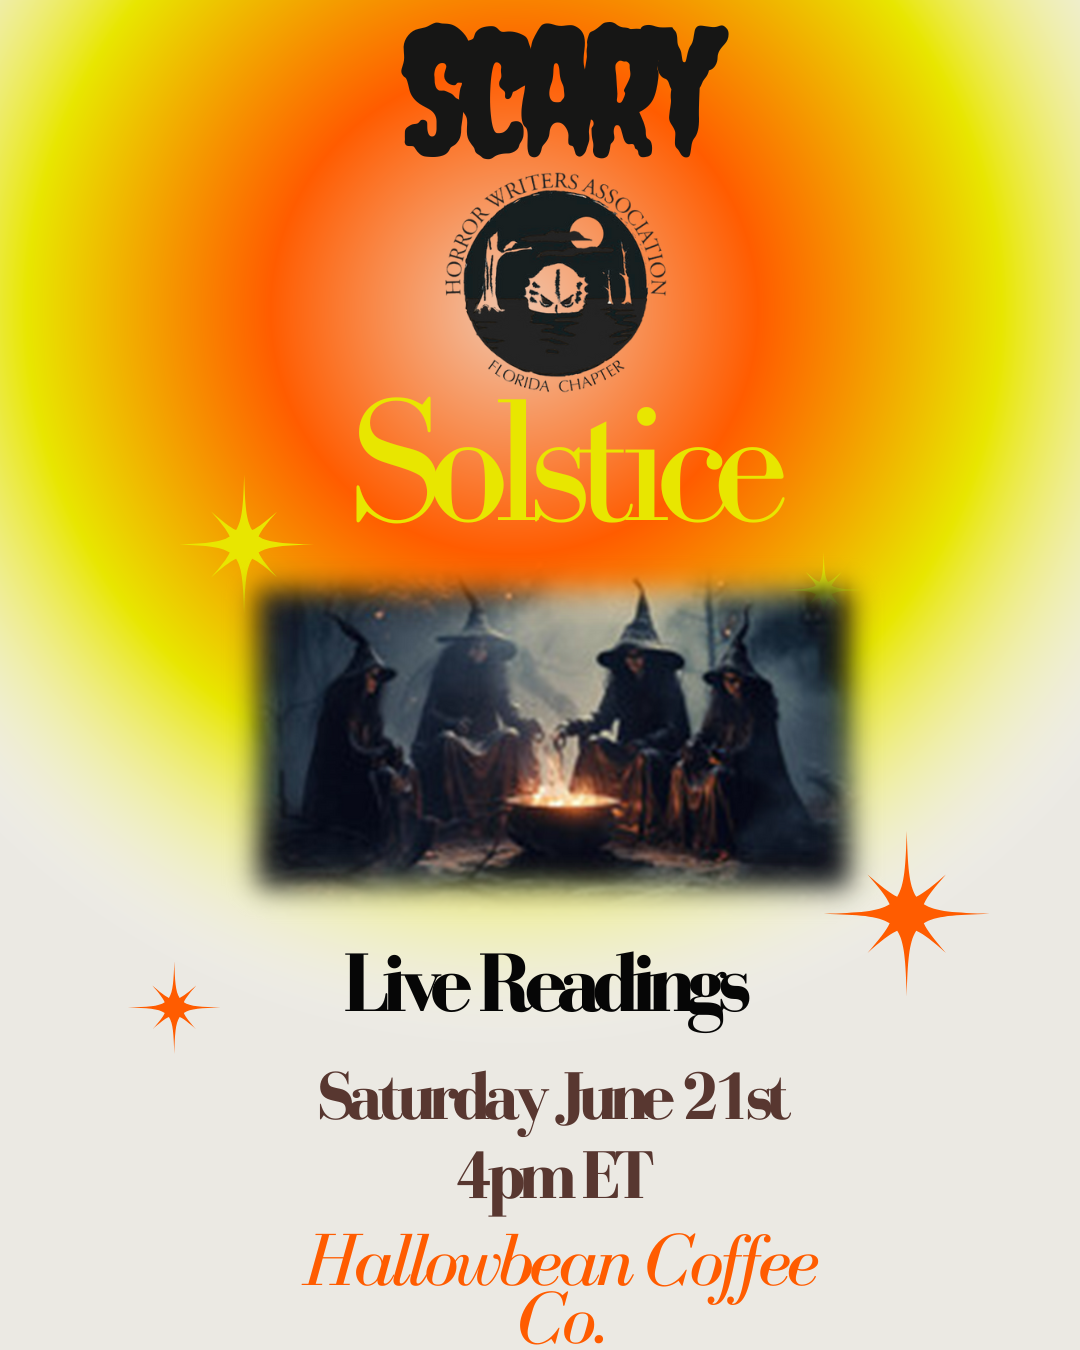 SCARY
HORROR WRITERS ASSOCIATION
FLORIDA CHAPTER
Solstice
Live Readings
Saturday June 21st
4pm ET
Hallowbean Coffee
Co.